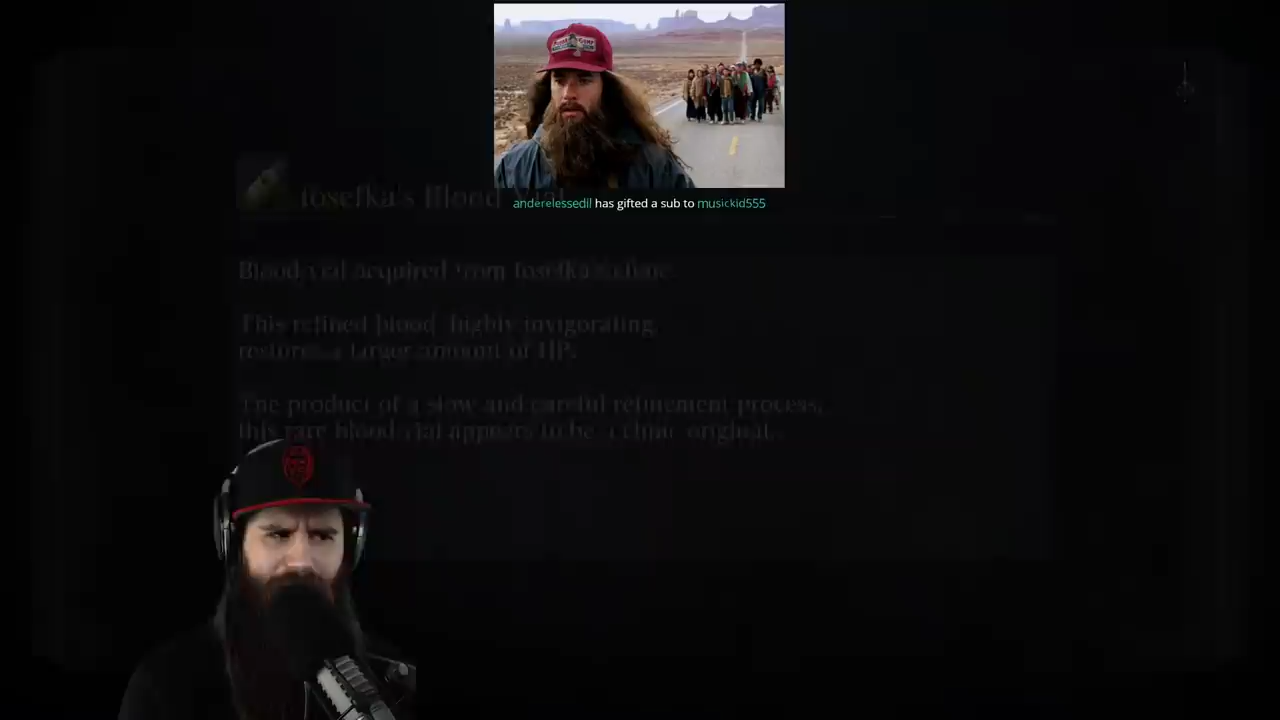 anderelessedil has gifted a sub to musickid555
Iosefka's Blood Vial
Blood vial acquired from Iosefka's clinic.
This refined blood, highly invigorating,
restores a larger amount of HP.
The product of a slow and careful refinement process,
this rare blood vial appears to be a clinic original.